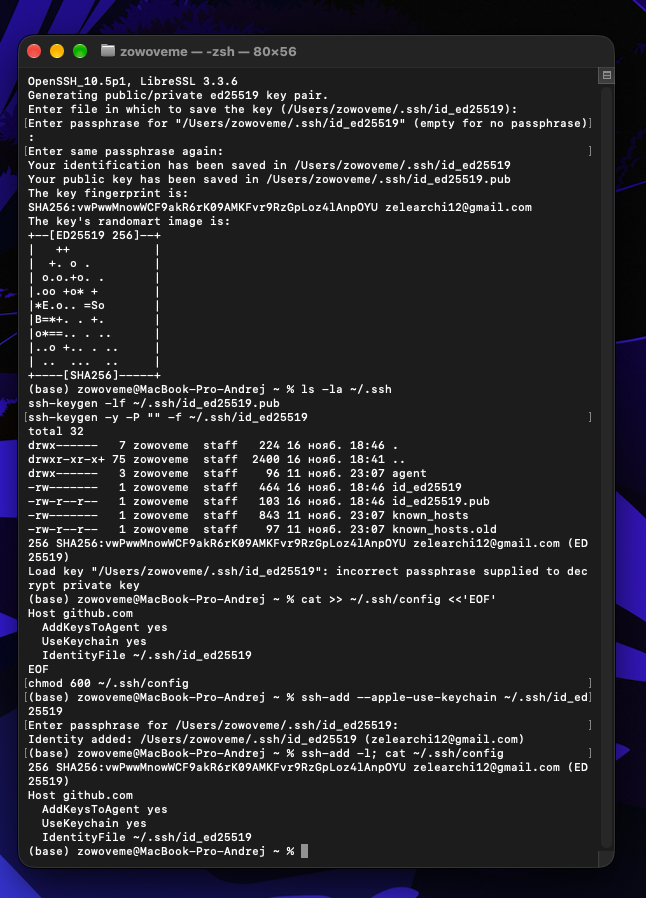 zowoveme — -zsh — 80×56
OpenSSH_10.5p1, LibreSSL 3.3.6
Generating public/private ed25519 key pair.
Enter file in which to save the key (/Users/zowoveme/.ssh/id_ed25519):
[Enter passphrase for "/Users/zowoveme/.ssh/id_ed25519" (empty for no passphrase)]
:
[Enter same passphrase again:                                                    ]
Your identification has been saved in /Users/zowoveme/.ssh/id_ed25519
Your public key has been saved in /Users/zowoveme/.ssh/id_ed25519.pub
The key fingerprint is:
SHA256:vwPwwMnowWCF9akR6rK09AMKFvr9RzGpLoz4lAnpOYU zelearchi12@gmail.com
The key's randomart image is:
+--[ED25519 256]--+
|   ++            |
|  +. o .         |
| o.o.+o. .       |
|.oo +o* +        |
|*E.o.. =So       |
|B=*+. . +.       |
|o*==.. . ..      |
|..o +.. . ..     |
| ..  ...  ..     |
+----[SHA256]-----+
(base) zowoveme@MacBook-Pro-Andrej ~ % ls -la ~/.ssh
ssh-keygen -lf ~/.ssh/id_ed25519.pub
[ssh-keygen -y -P "" -f ~/.ssh/id_ed25519                                        ]
total 32
drwx------   7 zowoveme  staff   224 16 нояб. 18:46 .
drwxr-xr-x+ 75 zowoveme  staff  2400 16 нояб. 18:41 ..
drwx------   3 zowoveme  staff    96 11 нояб. 23:07 agent
-rw-------   1 zowoveme  staff   464 16 нояб. 18:46 id_ed25519
-rw-r--r--   1 zowoveme  staff   103 16 нояб. 18:46 id_ed25519.pub
-rw-------   1 zowoveme  staff   843 11 нояб. 23:07 known_hosts
-rw-r--r--   1 zowoveme  staff    97 11 нояб. 23:07 known_hosts.old
256 SHA256:vwPwwMnowWCF9akR6rK09AMKFvr9RzGpLoz4lAnpOYU zelearchi12@gmail.com (ED
25519)
Load key "/Users/zowoveme/.ssh/id_ed25519": incorrect passphrase supplied to dec
rypt private key
(base) zowoveme@MacBook-Pro-Andrej ~ % cat >> ~/.ssh/config <<'EOF'
Host github.com
  AddKeysToAgent yes
  UseKeychain yes
  IdentityFile ~/.ssh/id_ed25519
EOF
[chmod 600 ~/.ssh/config                                                         ]
[(base) zowoveme@MacBook-Pro-Andrej ~ % ssh-add --apple-use-keychain ~/.ssh/id_ed]
25519
[Enter passphrase for /Users/zowoveme/.ssh/id_ed25519:                           ]
Identity added: /Users/zowoveme/.ssh/id_ed25519 (zelearchi12@gmail.com)
[(base) zowoveme@MacBook-Pro-Andrej ~ % ssh-add -l; cat ~/.ssh/config            ]
256 SHA256:vwPwwMnowWCF9akR6rK09AMKFvr9RzGpLoz4lAnpOYU zelearchi12@gmail.com (ED
25519)
Host github.com
  AddKeysToAgent yes
  UseKeychain yes
  IdentityFile ~/.ssh/id_ed25519
(base) zowoveme@MacBook-Pro-Andrej ~ %